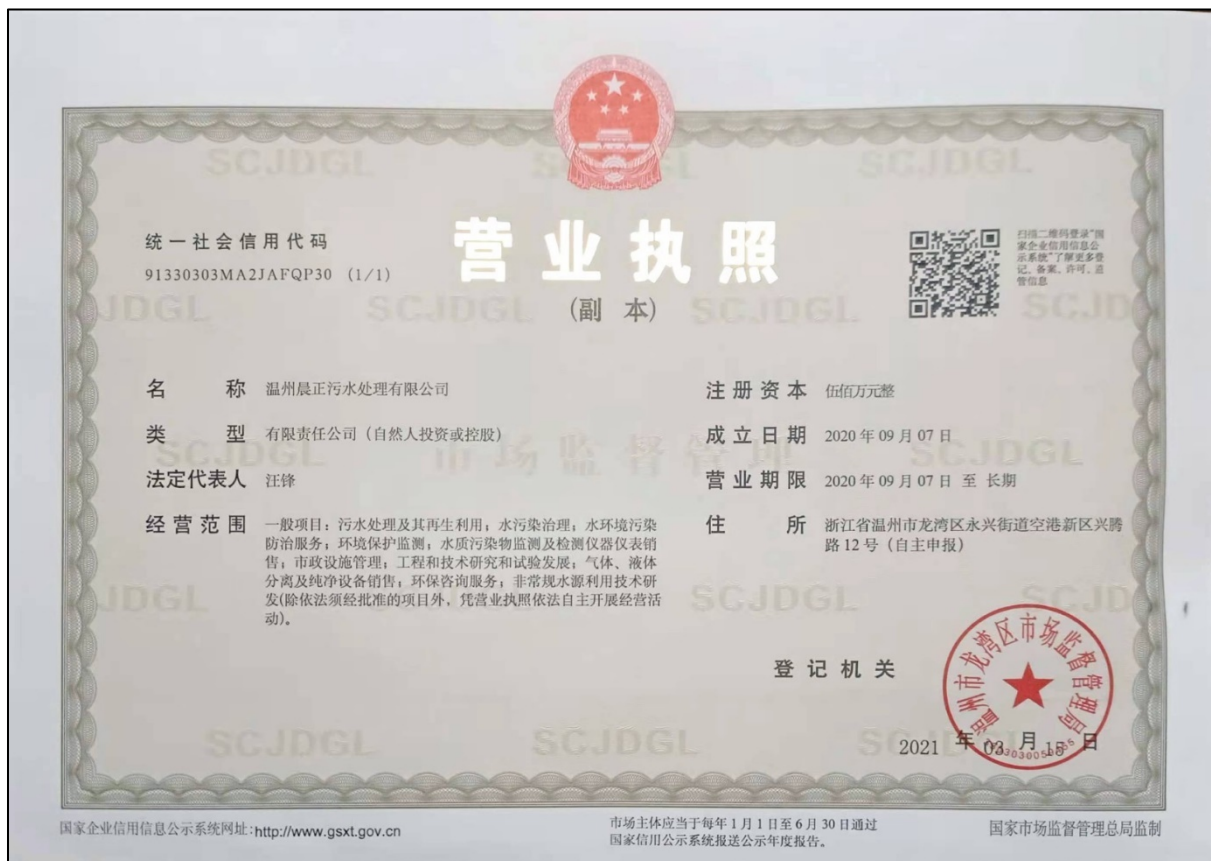 统一社会信用代码
91330303MA2JAFQP30 (1/1)
营业执照
(副 本)
扫描二维码登录“国
家企业信用信息公
示系统”了解更多登
记、备案、许可、监
管信息
名 称 温州晨正污水处理有限公司
类 型 有限责任公司（自然人投资或控股）
法定代表人 汪锋
经营范围 一般项目：污水处理及其再生利用；水污染治理；水环境污染
防治服务；环境保护监测；水质污染物监测及检测仪器仪表销
售；市政设施管理；工程和技术研究和试验发展；气体、液体
分离及纯净设备销售；环保咨询服务；非常规水源利用技术研
发(除依法须经批准的项目外，凭营业执照依法自主开展经营活
动)。
注册资本 伍佰万元整
成立日期 2020年09月07日
营业期限 2020年09月07日 至 长期
住 所 浙江省温州市龙湾区永兴街道空港新区兴腾
路12号（自主申报）
登记机关
温州市龙湾区市场监督管理局
2021 年 03 月 15 日
SCJDGL
市场监督管理
国家企业信用信息公示系统网址:http://www.gsxt.gov.cn
市场主体应当于每年1月1日至6月30日通过
国家信用公示系统报送公示年度报告。
国家市场监督管理总局监制